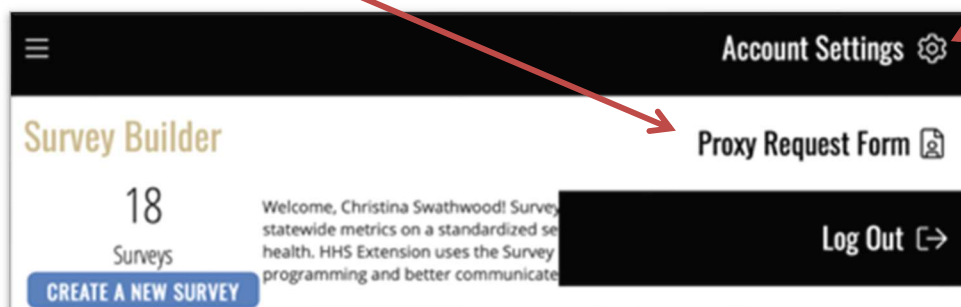 Account Settings
Survey Builder
Proxy Request Form
18
Surveys
CREATE A NEW SURVEY
Welcome, Christina Swathwood! Survey
statewide metrics on a standardized se
health. HHS Extension uses the Survey
programming and better communicate
Log Out